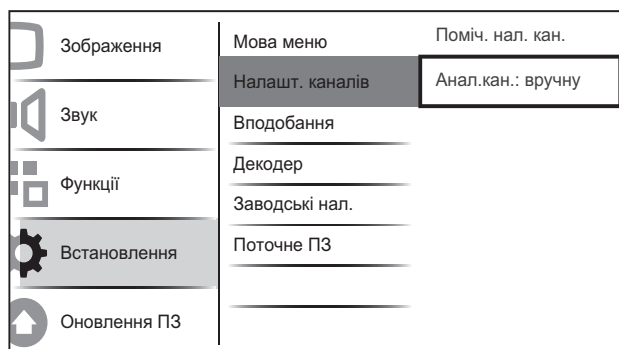 Зображення
Звук
Функції
Встановлення
Оновлення ПЗ
Мова меню
Налашт. каналів
Вподобання
Декодер
Заводські нал.
Поточне ПЗ
Поміч. нал. кан.
Анал.кан.: вручну